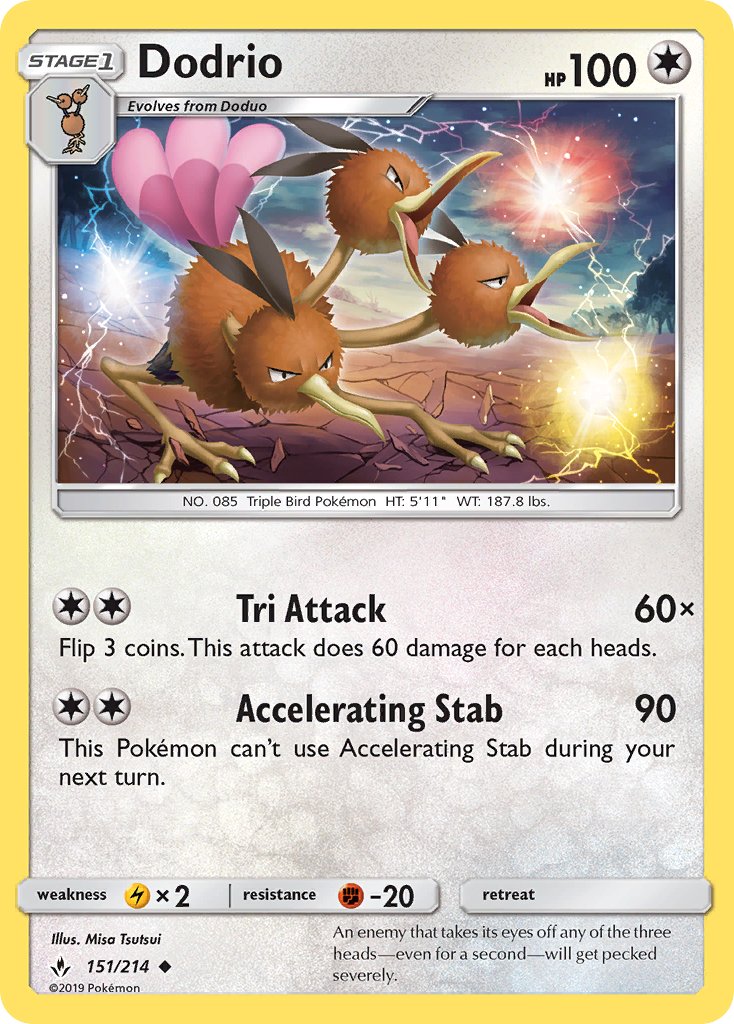 STAGE1
Dodrio
HP100
Evolves from Doduo
NO. 085 Triple Bird Pokémon HT: 5'11" WT: 187.8 lbs.
Tri Attack 60×
Flip 3 coins. This attack does 60 damage for each heads.
Accelerating Stab 90
This Pokémon can't use Accelerating Stab during your
next turn.
weakness ×2 resistance -20 retreat
Illus. Misa Tsutsui
151/214
©2019 Pokémon
An enemy that takes its eyes off any of the three
heads—even for a second—will get pecked
severely.